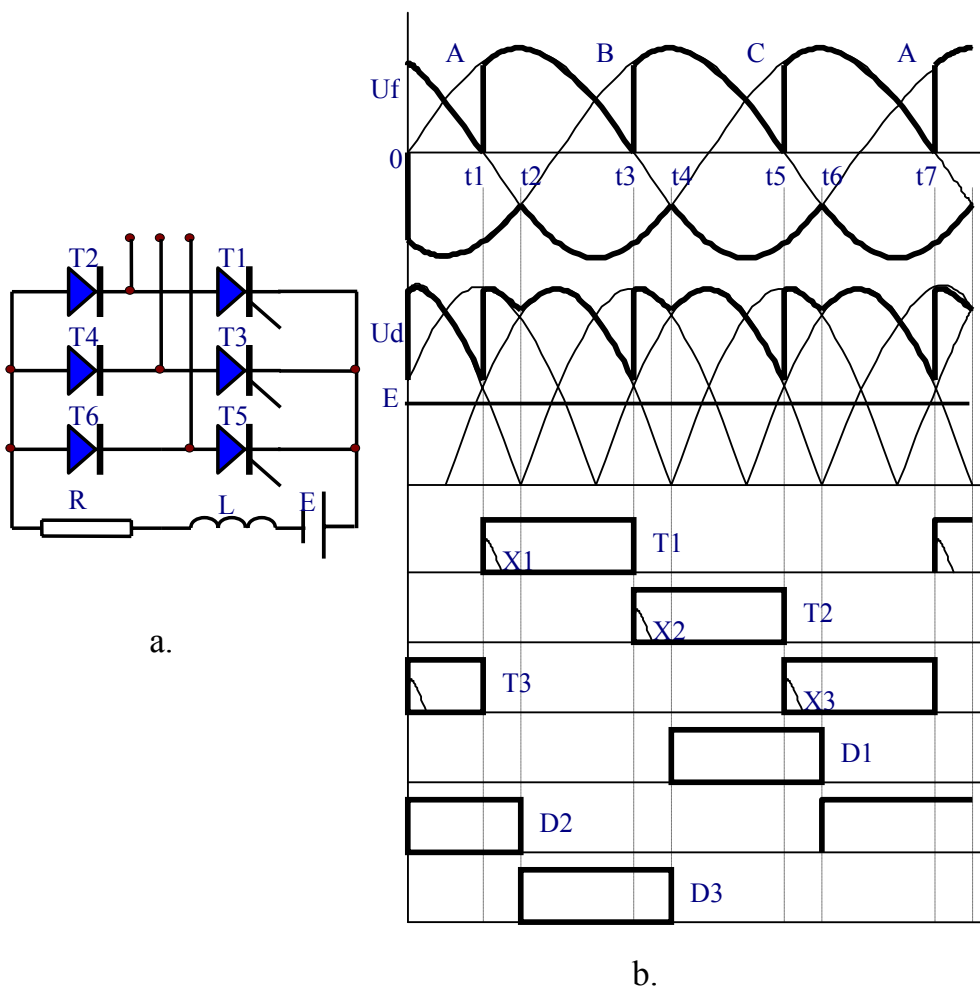 T2 T1
T4 T3
T6 T5
R L E
a.
A B C A
Uf
0
t1 t2 t3 t4 t5 t6 t7
Ud
E
X1 T1
X2 T2
T3 X3
D1
D2
D3
b.